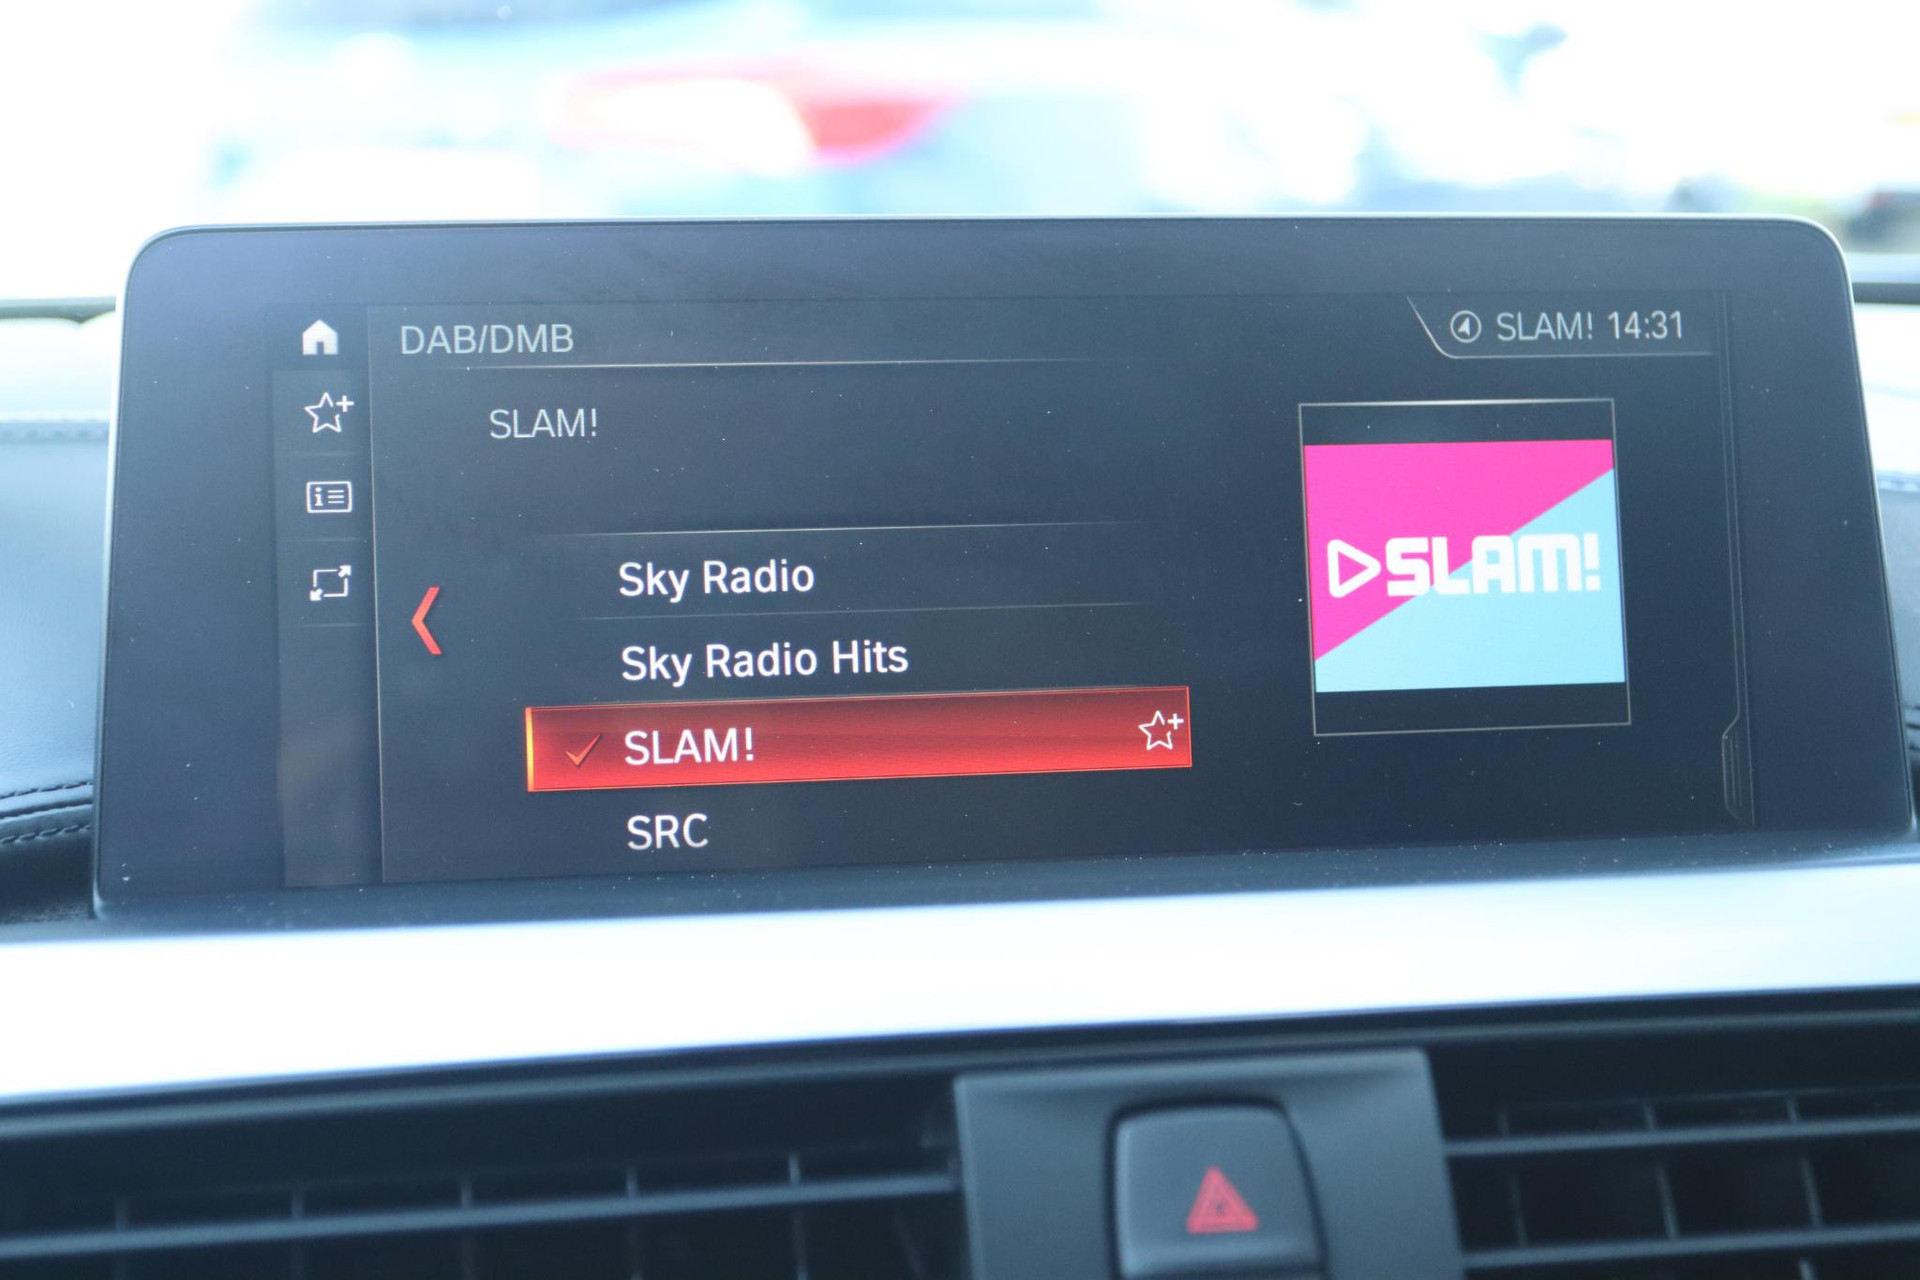 DAB/DMB
SLAM! 14:31
SLAM!
Sky Radio
Sky Radio Hits
SLAM!
SRC
SLAM!